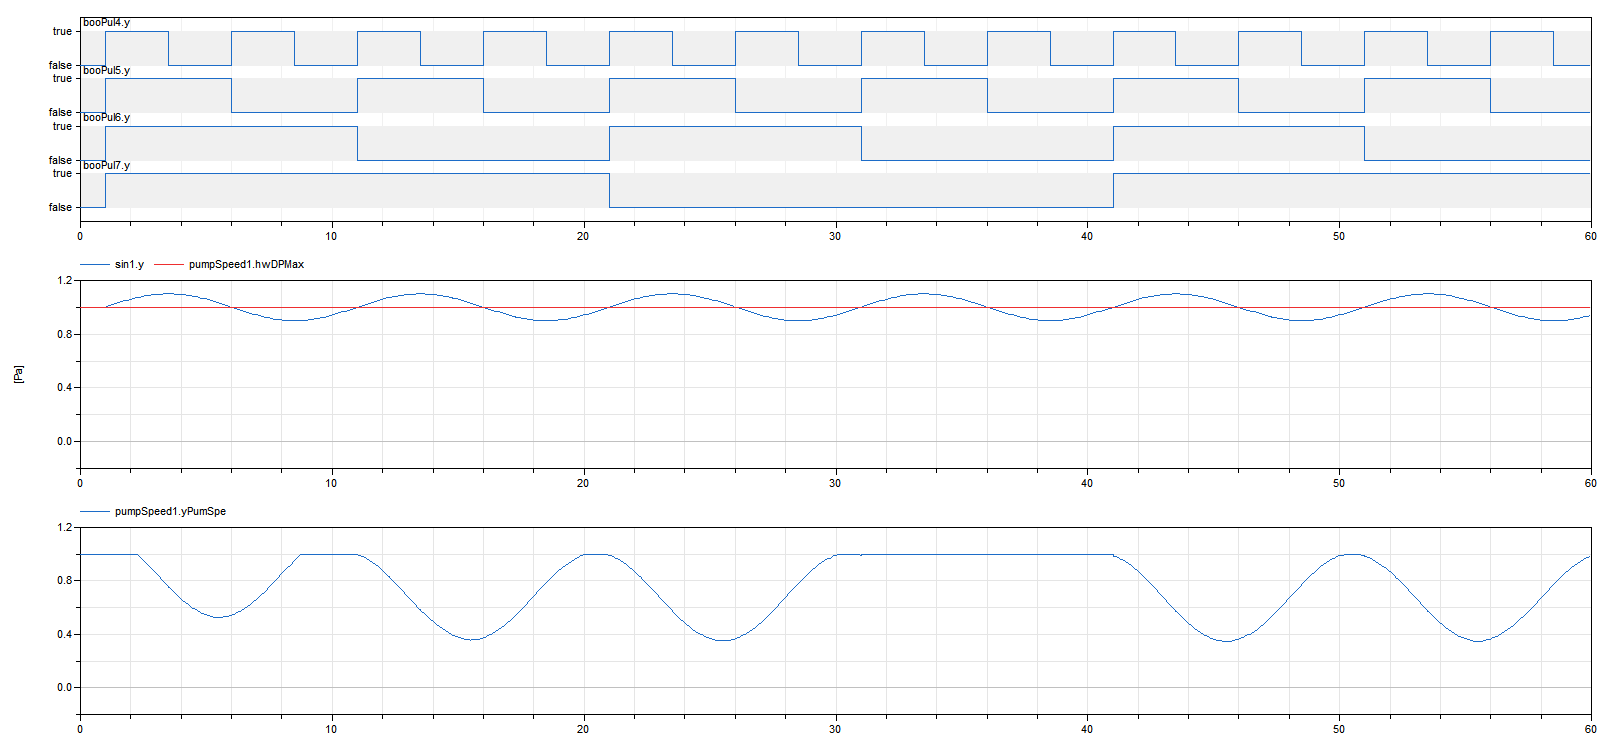 booPul4.y
true
false
booPul5.y
true
false
booPul6.y
true
false
booPul7.y
true
false
0 10 20 30 40 50 60
sin1.y pumpSpeed1.hwDPMax
1.2
0.8
[Pa]
0.4
0.0
0 10 20 30 40 50 60
pumpSpeed1.yPumSpe
1.2
0.8
0.4
0.0
0 10 20 30 40 50 60